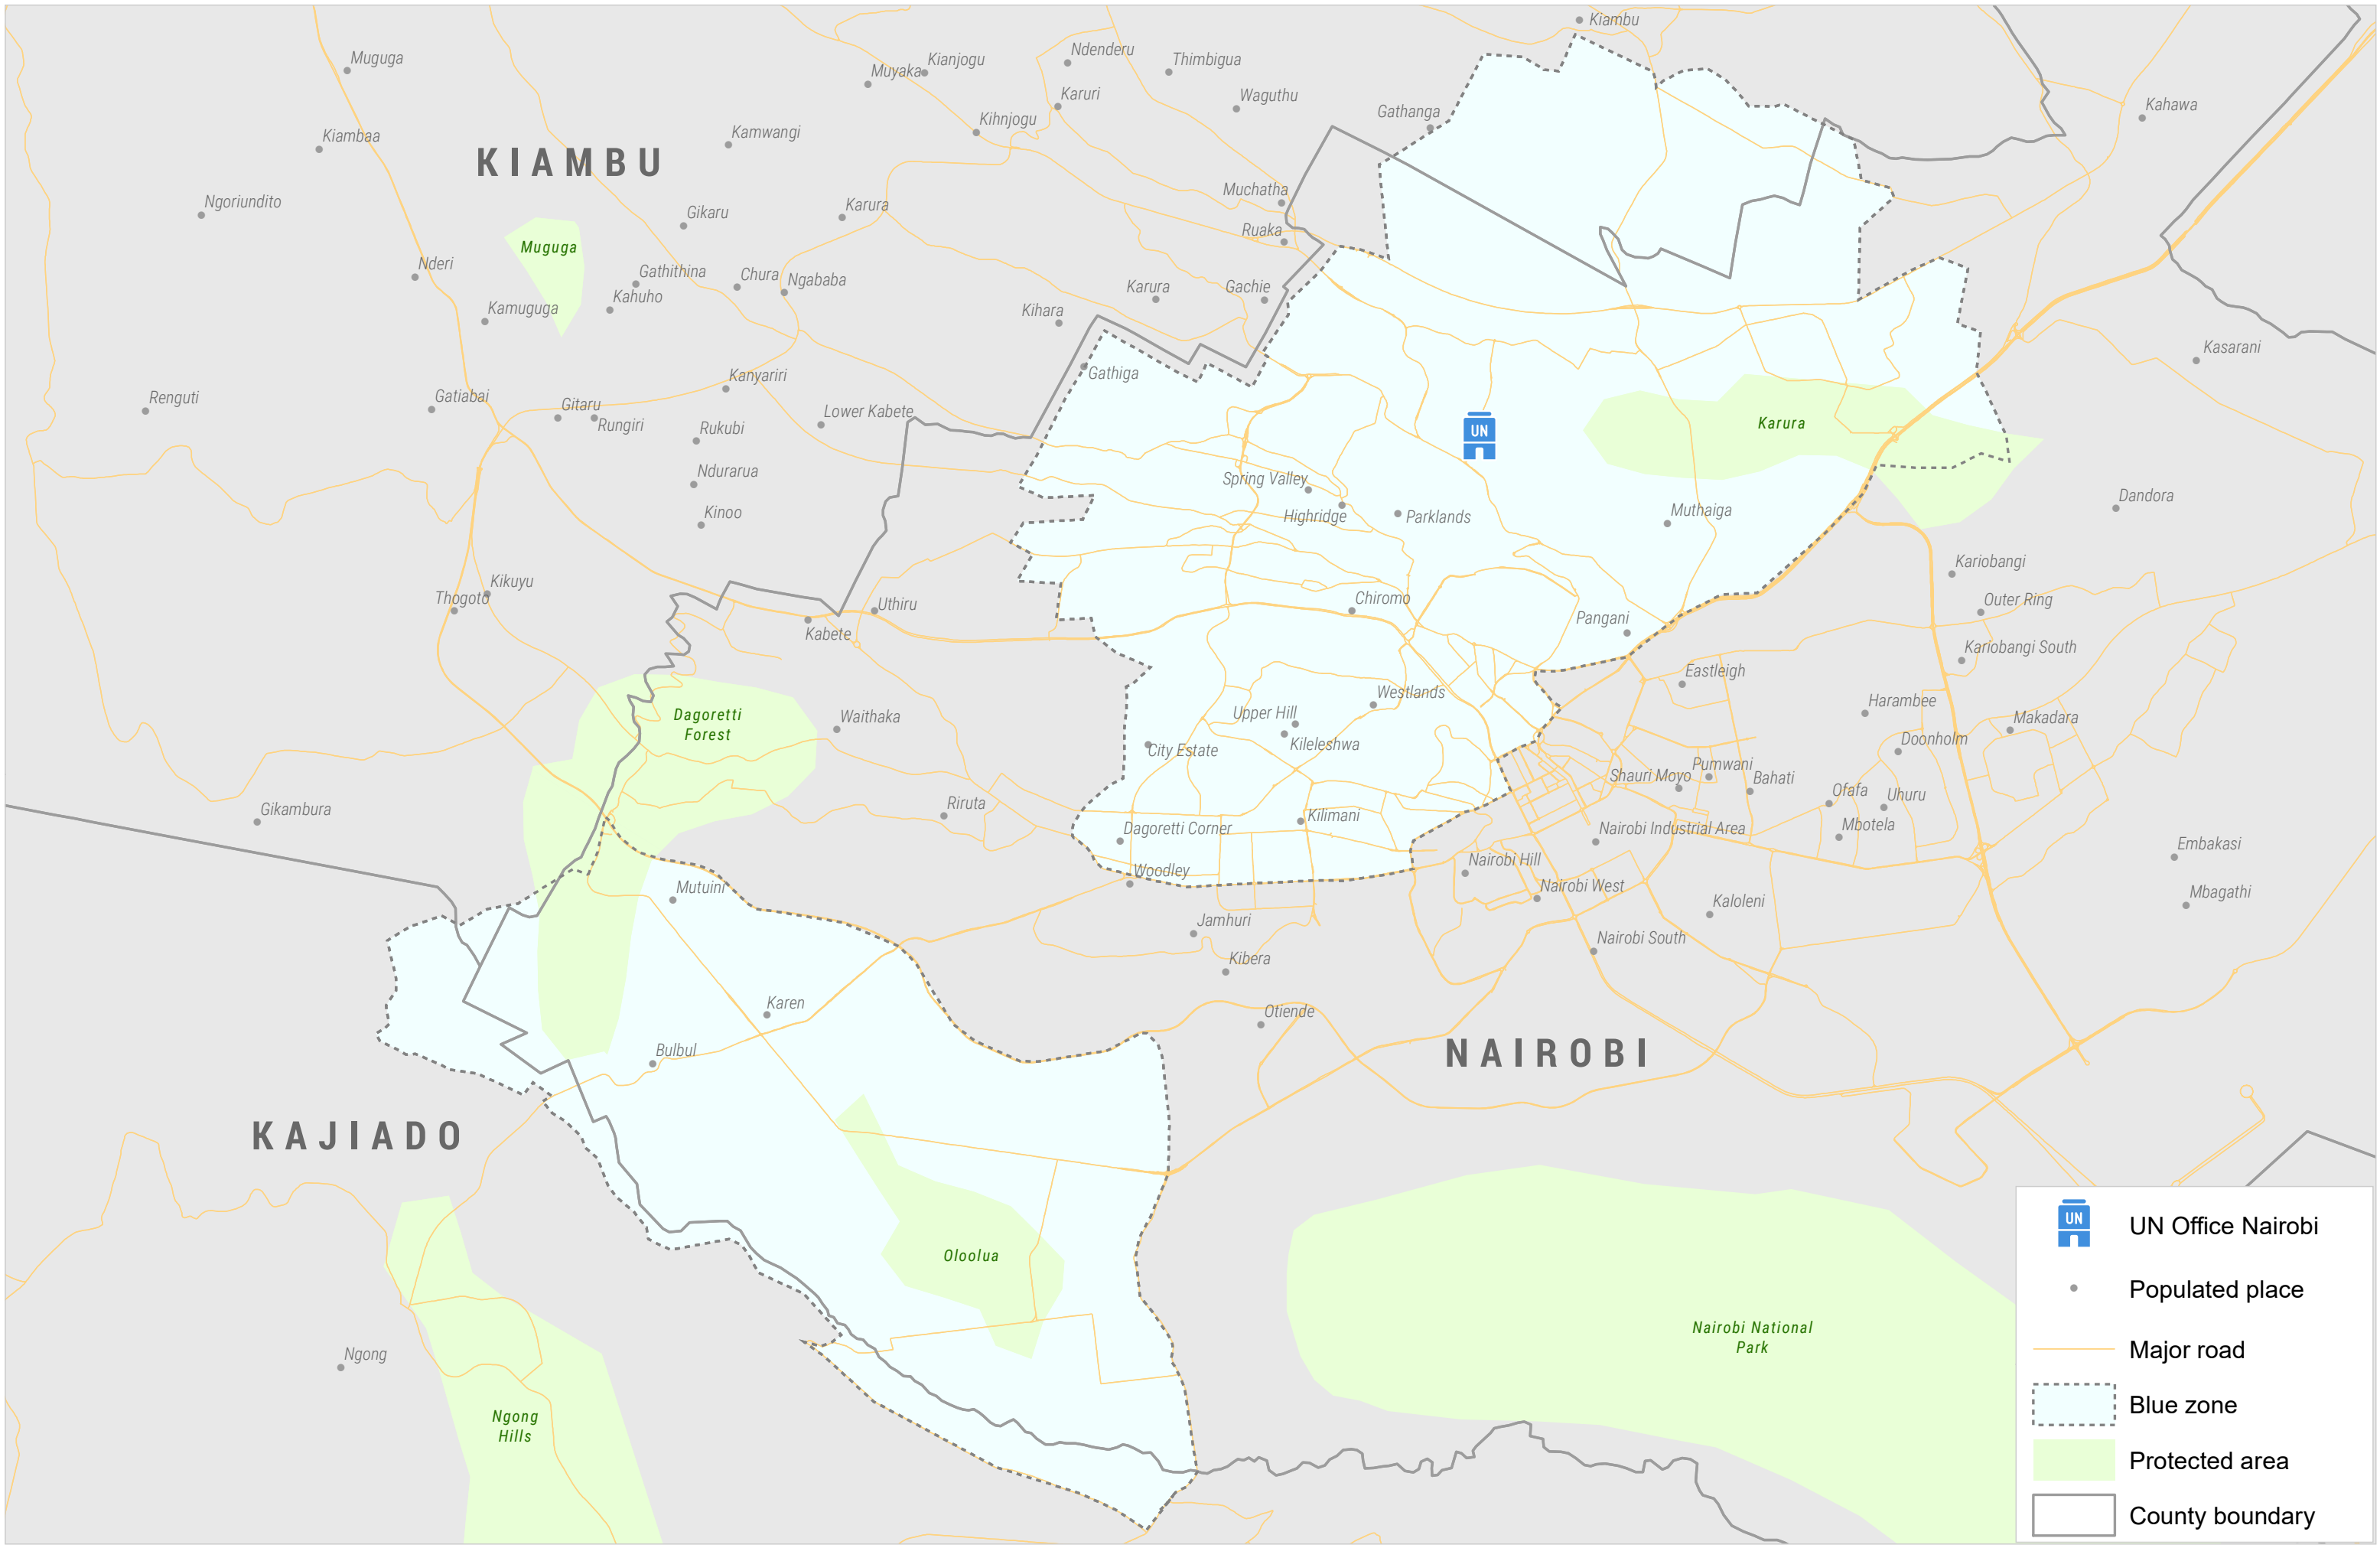 Kiambu
Muguga
Ndenderu
Kianjogu
Thimbigua
Muyaka
Karuri
Waguthu
Kahawa
Gathanga
Kihnjogu
Kamwangi
Kiambaa
KIAMBU
Muchatha
Ngoriundito
Karura
Gikaru
Ruaka
Muguga
Nderi
Gathithina
Chura
Ngababa
Karura
Gachie
Kahuho
Kamuguga
Kihara
Kasarani
Gathiga
Kanyariri
Renguti
Gatiabai
Gitaru
Lower Kabete
Rungiri
Rukubi
Karura
UN
Ndurarua
Spring Valley
Dandora
Kinoo
Highridge
Parklands
Muthaiga
Kariobangi
Kikuyu
Thogoto
Uthiru
Chiromo
Outer Ring
Pangani
Kabete
Kariobangi South
Eastleigh
Westlands
Harambee
Dagoretti
Forest
Waithaka
Upper Hill
Makadara
Kileleshwa
Doonholm
City Estate
Pumwani
Shauri Moyo
Bahati
Ofafa
Uhuru
Gikambura
Riruta
Kilimani
Dagoretti Corner
Nairobi Industrial Area
Mbotela
Embakasi
Nairobi Hill
Woodley
Mutuini
Nairobi West
Mbagathi
Kaloleni
Jamhuri
Nairobi South
Kibera
Karen
Otiende
Bulbul
NAIROBI
KAJIADO
Oloolua
Nairobi National
Park
Ngong
Ngong
Hills
UN
UN Office Nairobi
Populated place
Major road
Blue zone
Protected area
County boundary